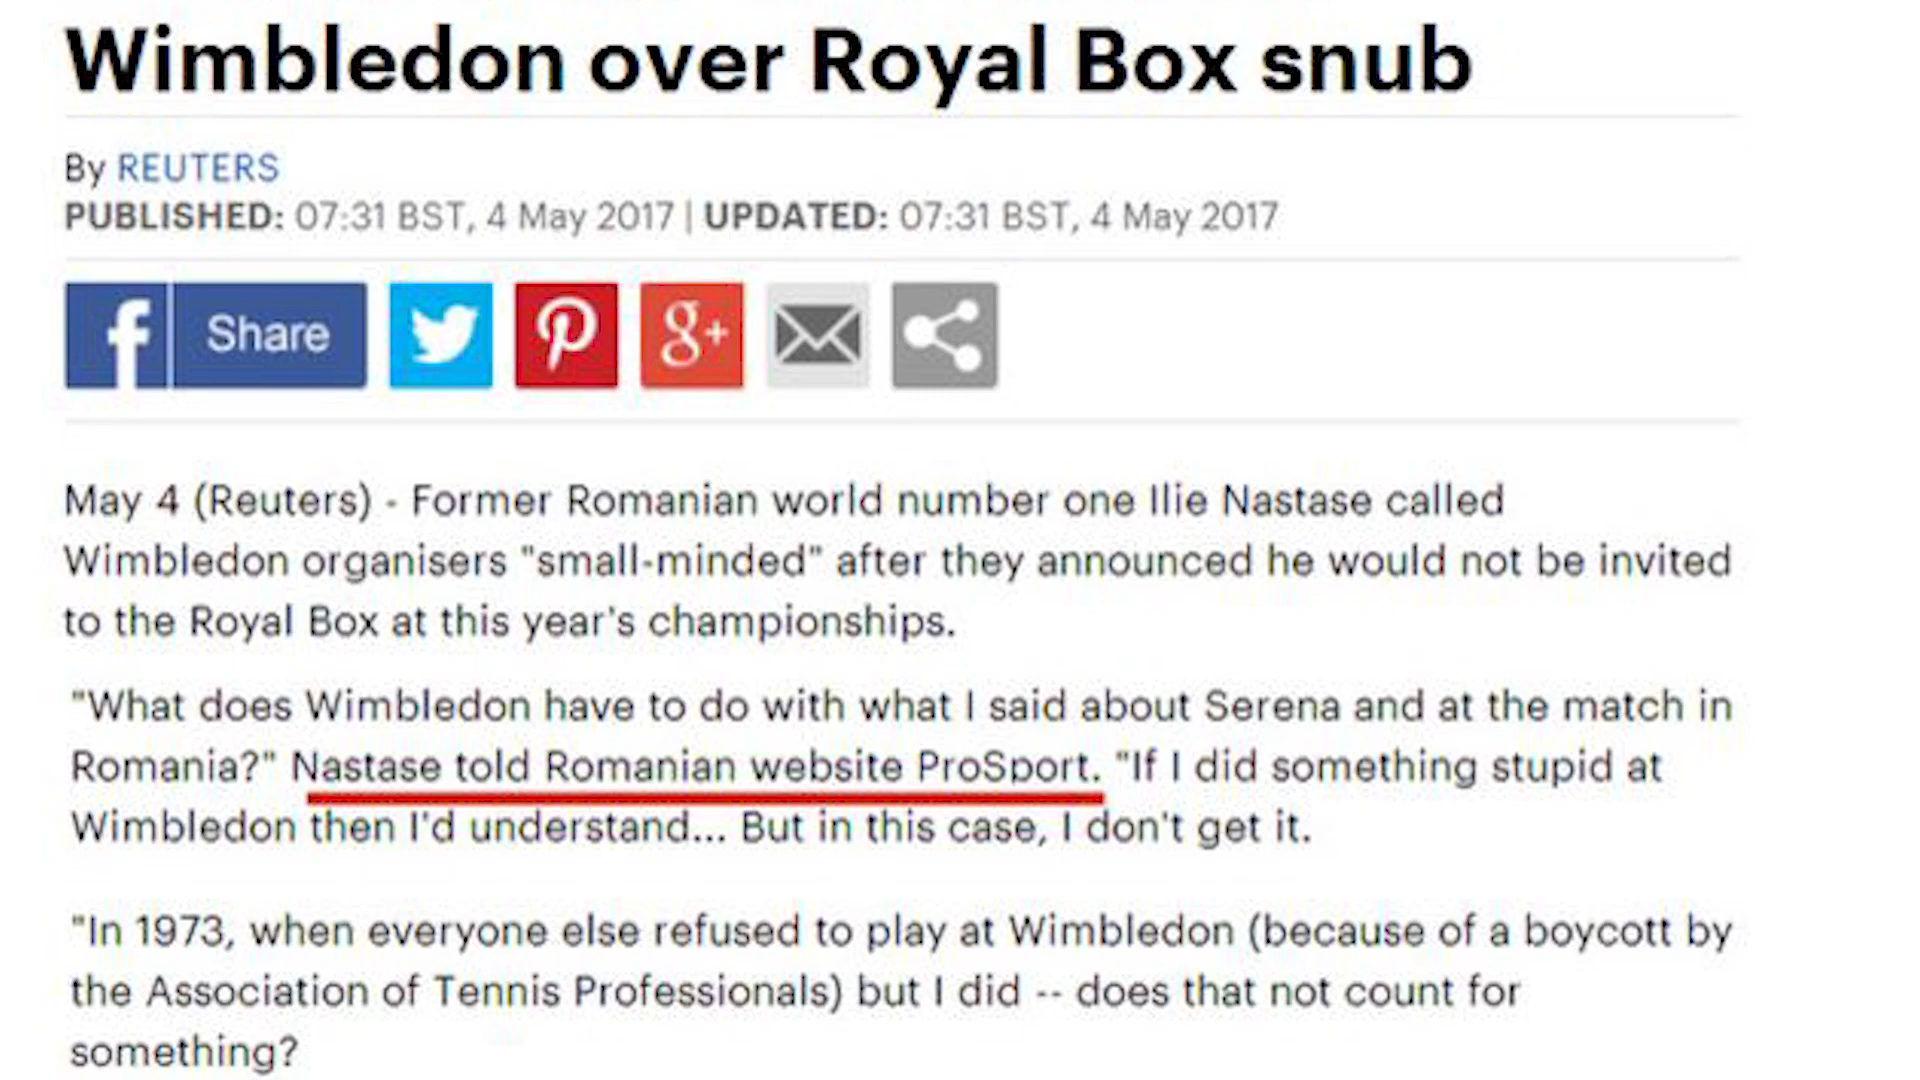 Wimbledon over Royal Box snub
By REUTERS
PUBLISHED: 07:31 BST, 4 May 2017 | UPDATED: 07:31 BST, 4 May 2017
f Share g+
May 4 (Reuters) - Former Romanian world number one Ilie Nastase called
Wimbledon organisers "small-minded" after they announced he would not be invited
to the Royal Box at this year's championships.
"What does Wimbledon have to do with what I said about Serena and at the match in
Romania?" Nastase told Romanian website ProSport. "If I did something stupid at
Wimbledon then I'd understand... But in this case, I don't get it.
"In 1973, when everyone else refused to play at Wimbledon (because of a boycott by
the Association of Tennis Professionals) but I did -- does that not count for
something?